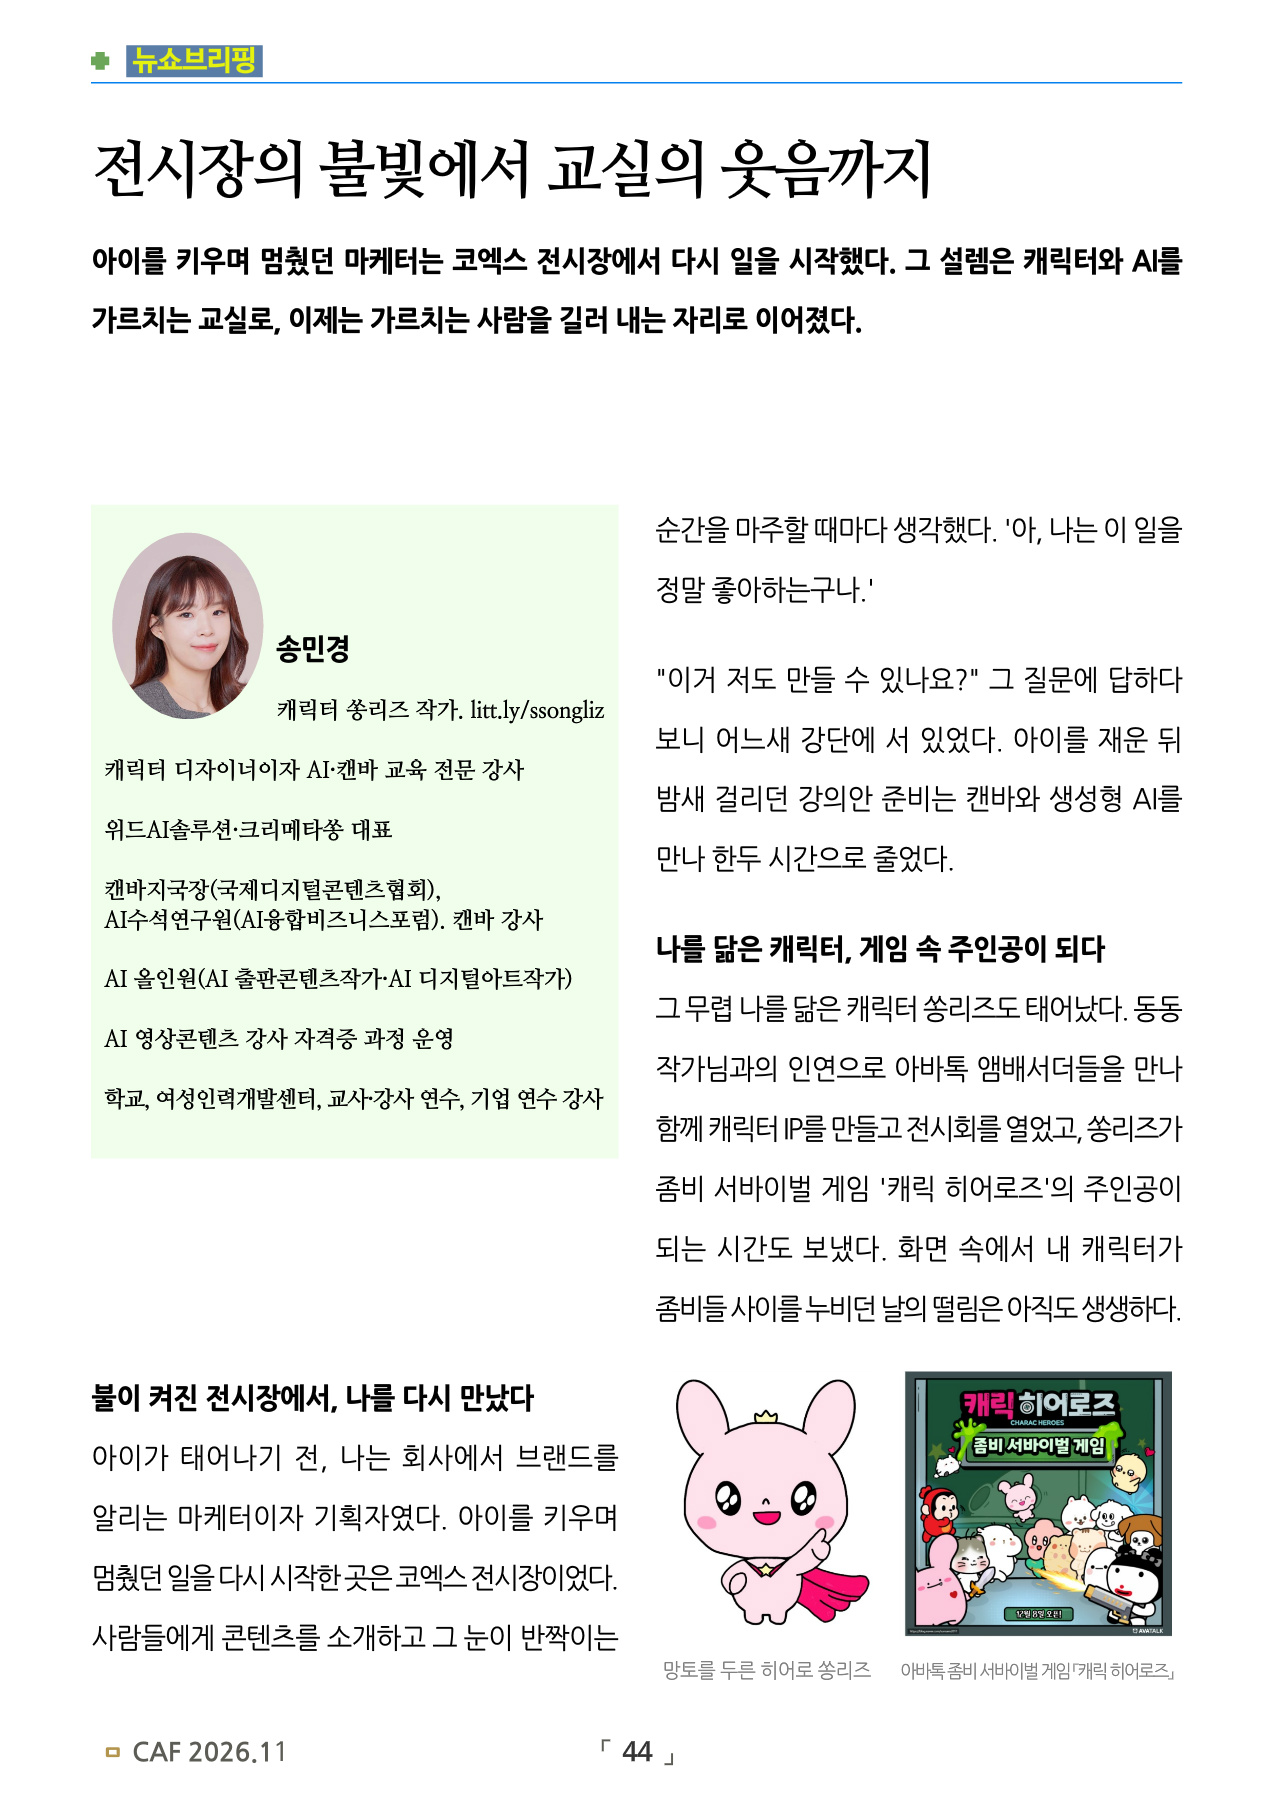 뉴쇼브리핑
전시장의 불빛에서 교실의 웃음까지
아이를 키우며 멈췄던 마케터는 코엑스 전시장에서 다시 일을 시작했다. 그 설렘은 캐릭터와 AI를
가르치는 교실로, 이제는 가르치는 사람을 길러 내는 자리로 이어졌다.
송민경
캐릭터 쏭리즈 작가. litt.ly/ssongliz
캐릭터 디자이너이자 AI·캔바 교육 전문 강사
위드AI솔루션·크리메타쏭 대표
캔바지국장(국제디지털콘텐츠협회),
AI수석연구원(AI융합비즈니스포럼). 캔바 강사
AI 올인원(AI 출판콘텐츠작가·AI 디지털아트작가)
AI 영상콘텐츠 강사 자격증 과정 운영
학교, 여성인력개발센터, 교사·강사 연수, 기업 연수 강사
불이 켜진 전시장에서, 나를 다시 만났다
아이가 태어나기 전, 나는 회사에서 브랜드를
알리는 마케터이자 기획자였다. 아이를 키우며
멈췄던 일을 다시 시작한 곳은 코엑스 전시장이었다.
사람들에게 콘텐츠를 소개하고 그 눈이 반짝이는
순간을 마주할 때마다 생각했다. '아, 나는 이 일을
정말 좋아하는구나.'
"이거 저도 만들 수 있나요?" 그 질문에 답하다
보니 어느새 강단에 서 있었다. 아이를 재운 뒤
밤새 걸리던 강의안 준비는 캔바와 생성형 AI를
만나 한두 시간으로 줄었다.
나를 닮은 캐릭터, 게임 속 주인공이 되다
그 무렵 나를 닮은 캐릭터 쏭리즈도 태어났다. 동동
작가님과의 인연으로 아바톡 앰배서더들을 만나
함께 캐릭터 IP를 만들고 전시회를 열었고, 쏭리즈가
좀비 서바이벌 게임 '캐릭 히어로즈'의 주인공이
되는 시간도 보냈다. 화면 속에서 내 캐릭터가
좀비들 사이를 누비던 날의 떨림은 아직도 생생하다.
캐릭 히어로즈
CHARAC HEROES
좀비 서바이벌 게임
12월 8일 오픈!
AVATALK
망토를 두른 히어로 쏭리즈
아바톡 좀비 서바이벌 게임 「캐릭 히어로즈」
CAF 2026.11
「 44 」